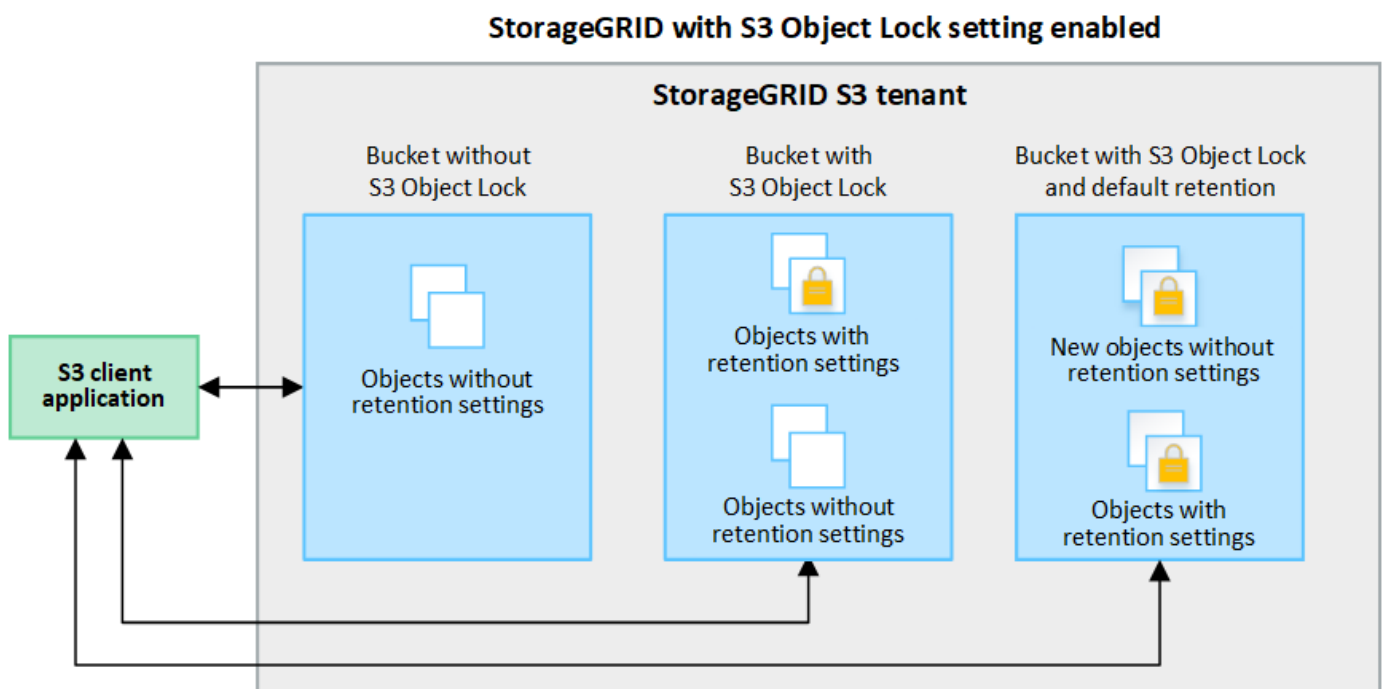 StorageGRID with S3 Object Lock setting enabled
StorageGRID S3 tenant
Bucket without
S3 Object Lock
Bucket with
S3 Object Lock
Bucket with S3 Object Lock
and default retention
S3 client
application
Objects without
retention settings
Objects with
retention settings
Objects without
retention settings
New objects without
retention settings
Objects with
retention settings